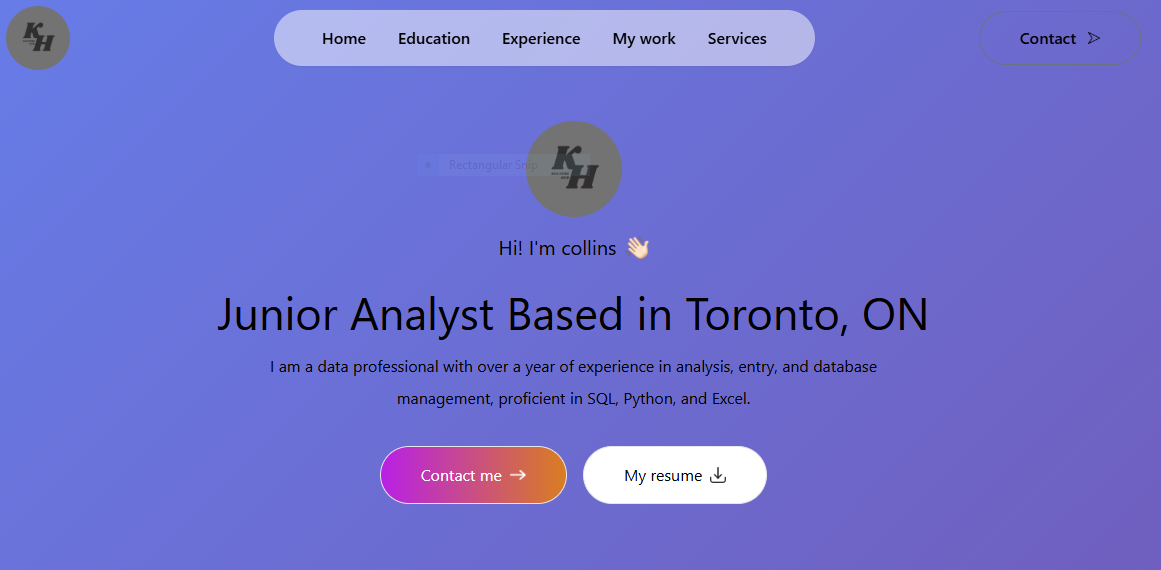 KH
Home Education Experience My work Services
Contact
Rectangular Snip
KH
Hi! I'm collins
Junior Analyst Based in Toronto, ON
I am a data professional with over a year of experience in analysis, entry, and database
management, proficient in SQL, Python, and Excel.
Contact me
My resume